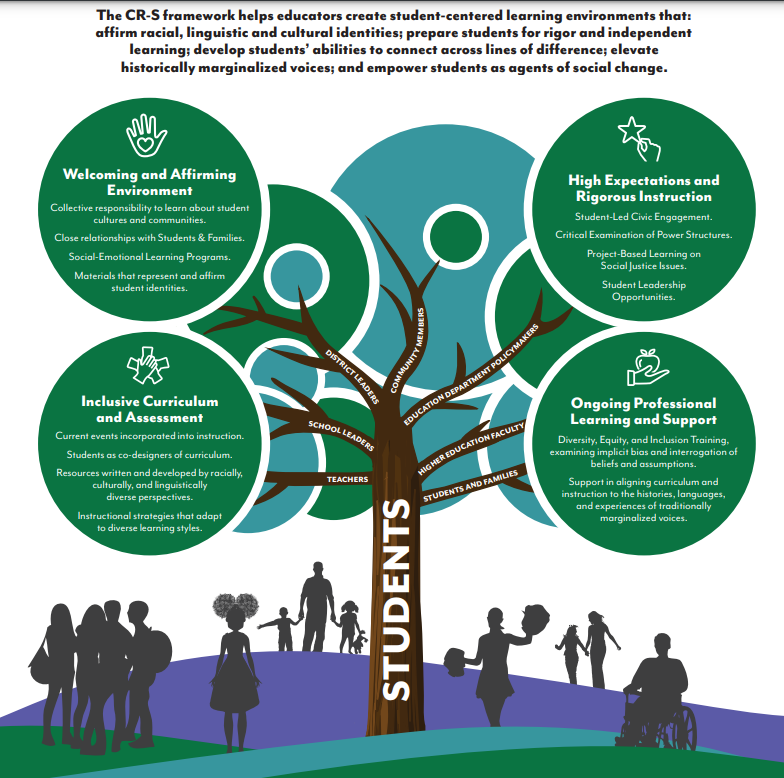 The CR-S framework helps educators create student-centered learning environments that:
affirm racial, linguistic and cultural identities; prepare students for rigor and independent
learning; develop students’ abilities to connect across lines of difference; elevate
historically marginalized voices; and empower students as agents of social change.
Welcoming and Affirming
Environment
Collective responsibility to learn about student
cultures and communities.
Close relationships with Students & Families.
Social-Emotional Learning Programs.
Materials that represent and affirm
student identities.
High Expectations and
Rigorous Instruction
Student-Led Civic Engagement.
Critical Examination of Power Structures.
Project-Based Learning on
Social Justice Issues.
Student Leadership
Opportunities.
Inclusive Curriculum
and Assessment
Current events incorporated into instruction.
Students as co-designers of curriculum.
Resources written and developed by racially,
culturally, and linguistically
diverse perspectives.
Instructional strategies that adapt
to diverse learning styles.
Ongoing Professional
Learning and Support
Diversity, Equity, and Inclusion Training,
examining implicit bias and interrogation of
beliefs and assumptions.
Support in aligning curriculum and
instruction to the histories, languages,
and experiences of traditionally
marginalized voices.
DISTRICT LEADERS
COMMUNITY MEMBERS
EDUCATION DEPARTMENT POLICYMAKERS
SCHOOL LEADERS
HIGHER EDUCATION FACULTY
TEACHERS
STUDENTS AND FAMILIES
STUDENTS